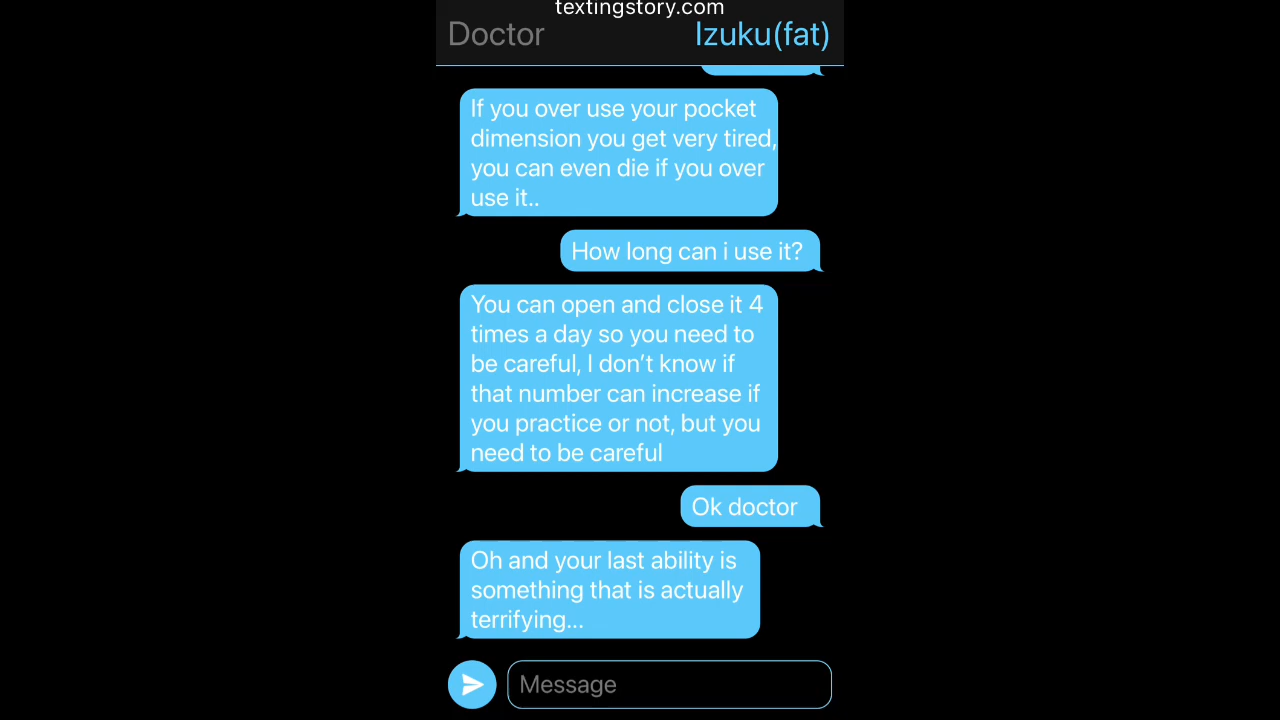 textingstory.com
Doctor Izuku(fat)
If you over use your pocket
dimension you get very tired,
you can even die if you over
use it..
How long can i use it?
You can open and close it 4
times a day so you need to
be careful, I don’t know if
that number can increase if
you practice or not, but you
need to be careful
Ok doctor
Oh and your last ability is
something that is actually
terrifying...
Message